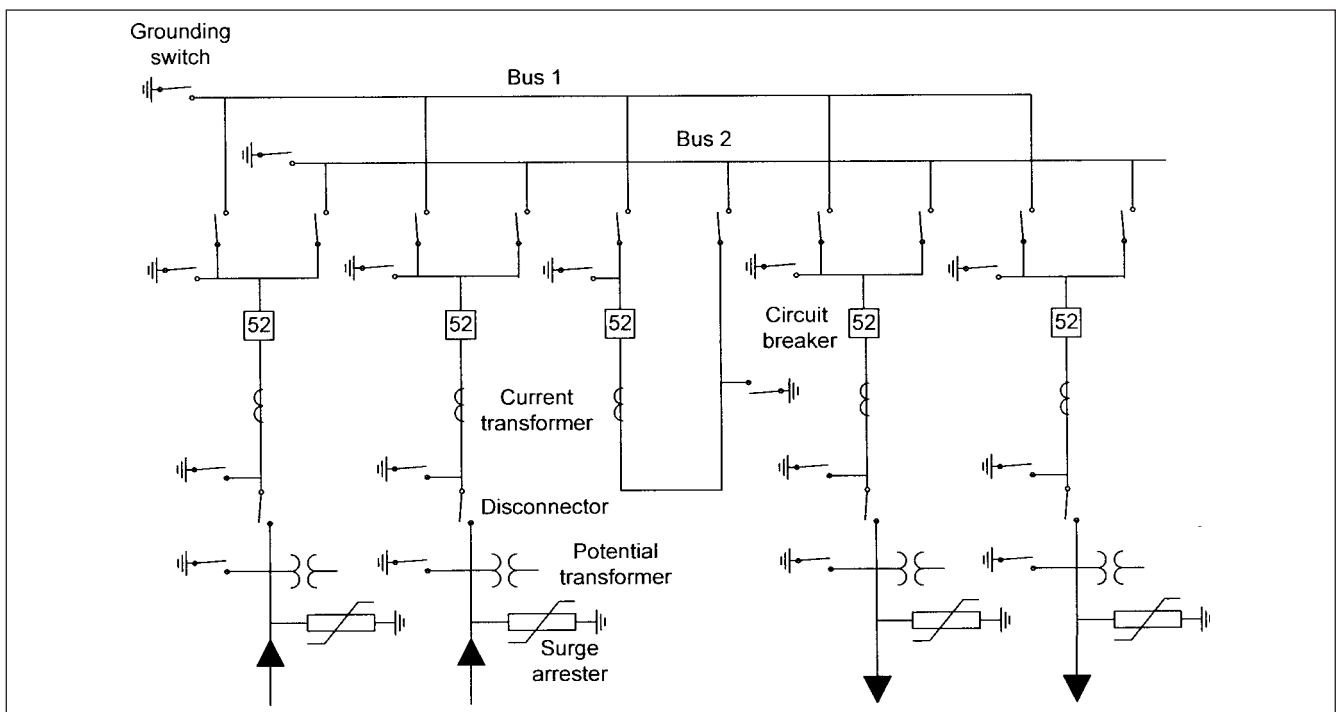 Grounding
switch
Bus 1
Bus 2
52
52
52
Circuit
breaker
52
52
Current
transformer
Disconnector
Potential
transformer
Surge
arrester